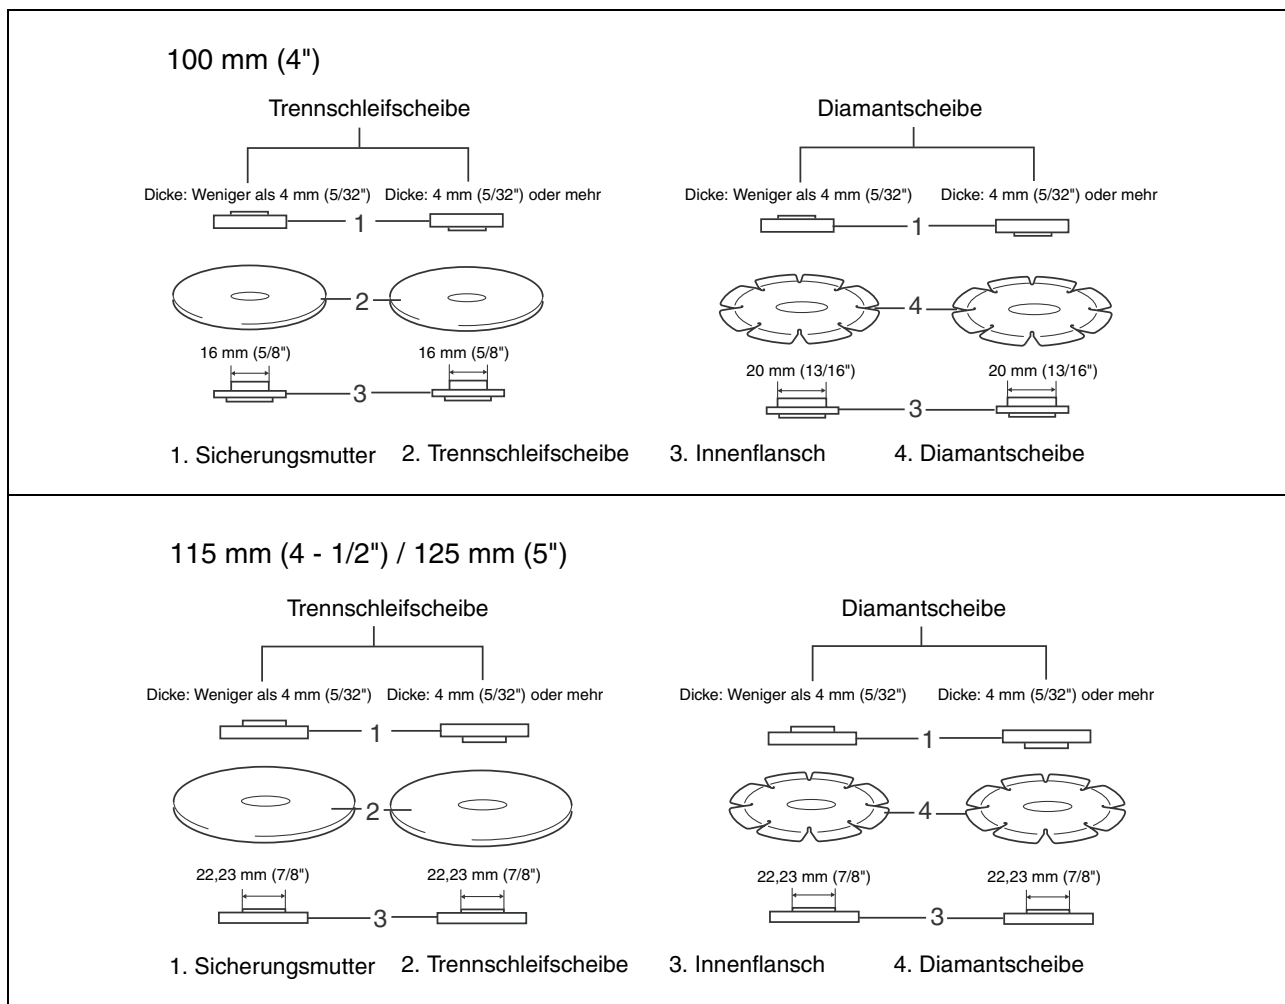 100 mm (4")
Trennschleifscheibe Diamantscheibe
Dicke: Weniger als 4 mm (5/32") Dicke: 4 mm (5/32") oder mehr Dicke: Weniger als 4 mm (5/32") Dicke: 4 mm (5/32") oder mehr
1 1
2 4
16 mm (5/8") 16 mm (5/8") 20 mm (13/16") 20 mm (13/16")
3 3
1. Sicherungsmutter 2. Trennschleifscheibe 3. Innenflansch 4. Diamantscheibe
115 mm (4 - 1/2") / 125 mm (5")
Trennschleifscheibe Diamantscheibe
Dicke: Weniger als 4 mm (5/32") Dicke: 4 mm (5/32") oder mehr Dicke: Weniger als 4 mm (5/32") Dicke: 4 mm (5/32") oder mehr
1 1
2 4
22,23 mm (7/8") 22,23 mm (7/8") 22,23 mm (7/8") 22,23 mm (7/8")
3 3
1. Sicherungsmutter 2. Trennschleifscheibe 3. Innenflansch 4. Diamantscheibe